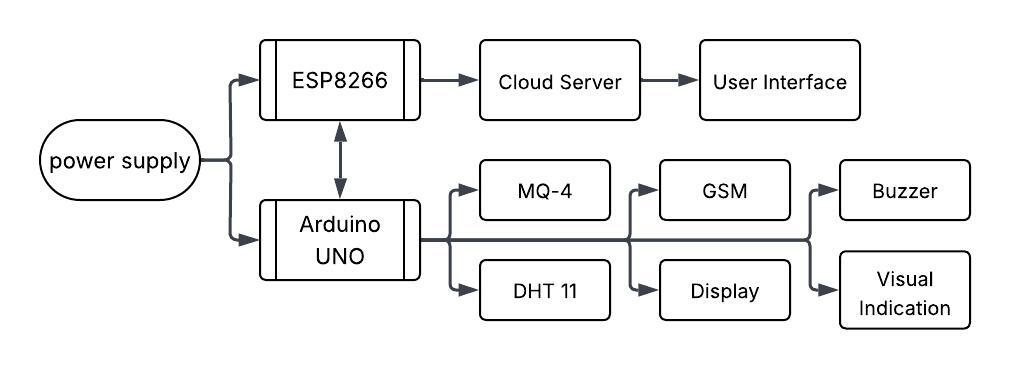 ESP8266
Cloud Server
User Interface
power supply
MQ-4
GSM
Buzzer
Arduino
UNO
DHT 11
Display
Visual
Indication